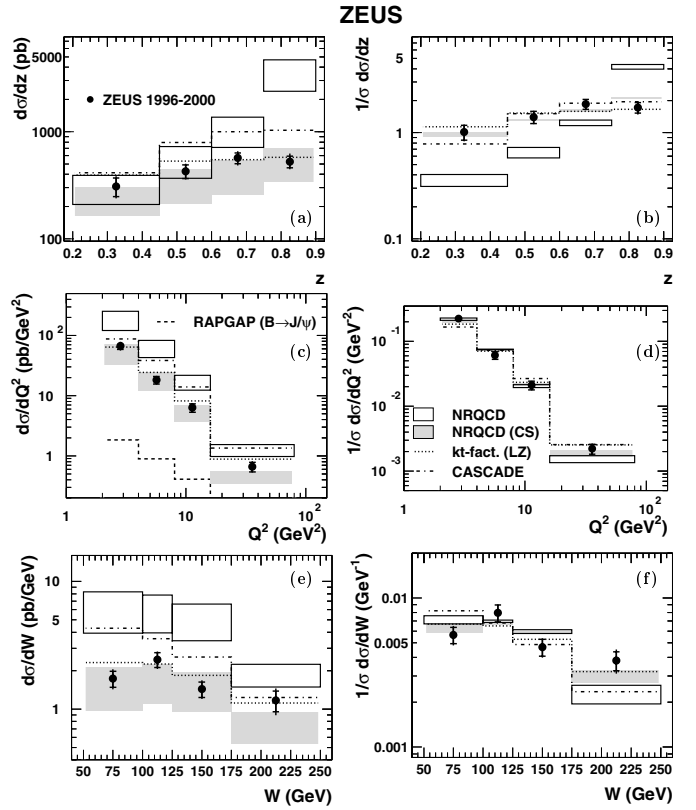 ZEUS
dσ/dz (pb)
5000
1000
100
ZEUS 1996-2000
(a)
0.2 0.3 0.4 0.5 0.6 0.7 0.8 0.9
z
1/σ dσ/dz
5
1
0.1
(b)
0.2 0.3 0.4 0.5 0.6 0.7 0.8 0.9
z
dσ/dQ² (pb/GeV²)
10²
10
1
RAPGAP (B→J/ψ)
(c)
1 10 10²
Q² (GeV²)
1/σ dσ/dQ² (GeV⁻²)
10⁻¹
10⁻²
10⁻³
(d)
NRQCD
NRQCD (CS)
kt-fact. (LZ)
CASCADE
1 10 10²
Q² (GeV²)
dσ/dW (pb/GeV)
10
1
(e)
50 75 100 125 150 175 200 225 250
W (GeV)
1/σ dσ/dW (GeV⁻¹)
0.01
0.005
0.001
(f)
50 75 100 125 150 175 200 225 250
W (GeV)